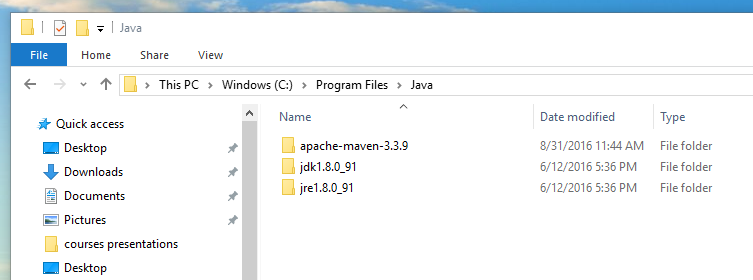 Java
File Home Share View
This PC Windows (C:) Program Files Java
Name Date modified Type
Quick access
Desktop
Downloads
Documents
Pictures
courses presentations
Desktop
apache-maven-3.3.9 8/31/2016 11:44 AM File folder
jdk1.8.0_91 6/12/2016 5:36 PM File folder
jre1.8.0_91 6/12/2016 5:36 PM File folder